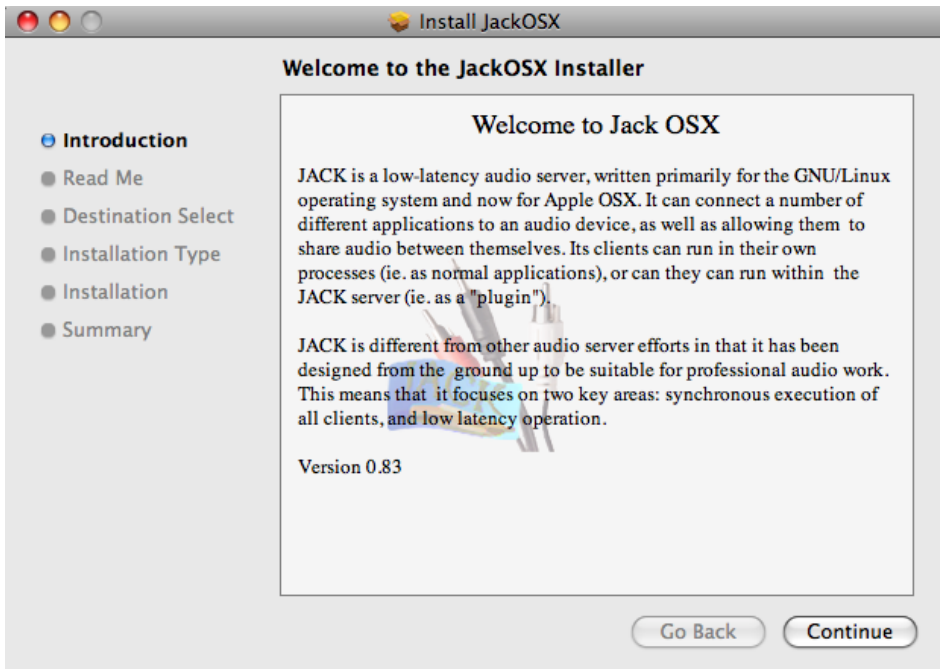 Install JackOSX
Welcome to the JackOSX Installer
Introduction
Read Me
Destination Select
Installation Type
Installation
Summary
Welcome to Jack OSX
JACK is a low-latency audio server, written primarily for the GNU/Linux
operating system and now for Apple OSX. It can connect a number of
different applications to an audio device, as well as allowing them to
share audio between themselves. Its clients can run in their own
processes (ie. as normal applications), or can they can run within the
JACK server (ie. as a "plugin").
JACK is different from other audio server efforts in that it has been
designed from the ground up to be suitable for professional audio work.
This means that it focuses on two key areas: synchronous execution of
all clients, and low latency operation.
Version 0.83
JACK
Go Back
Continue